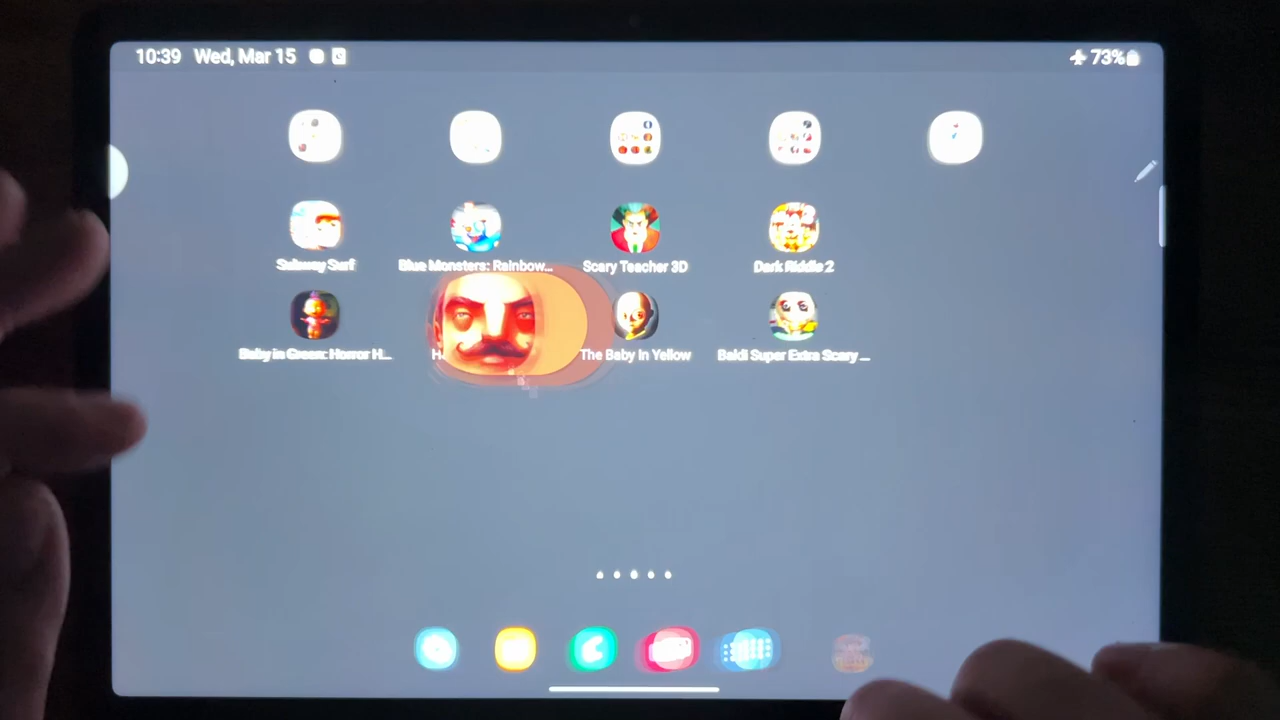 10:39 Wed, Mar 15
73%
Subway Surf
Blue Monsters: Rainbow...
Scary Teacher 3D
Dark Riddle 2
Baby in Green: Horror H...
H
The Baby In Yellow
Baldi Super Extra Scary ...